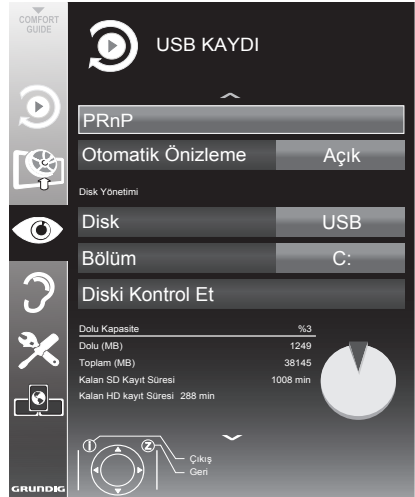 COMFORT
GUIDE
USB KAYDI
PRnP
Otomatik Önizleme Açık
Disk Yönetimi
Disk USB
Bölüm C:
Diski Kontrol Et
Dolu Kapasite %3
Dolu (MB) 1249
Toplam (MB) 38145
Kalan SD Kayıt Süresi 1008 min
Kalan HD kayıt Süresi 288 min
Z
Çıkış
Geri
GRUNDIG